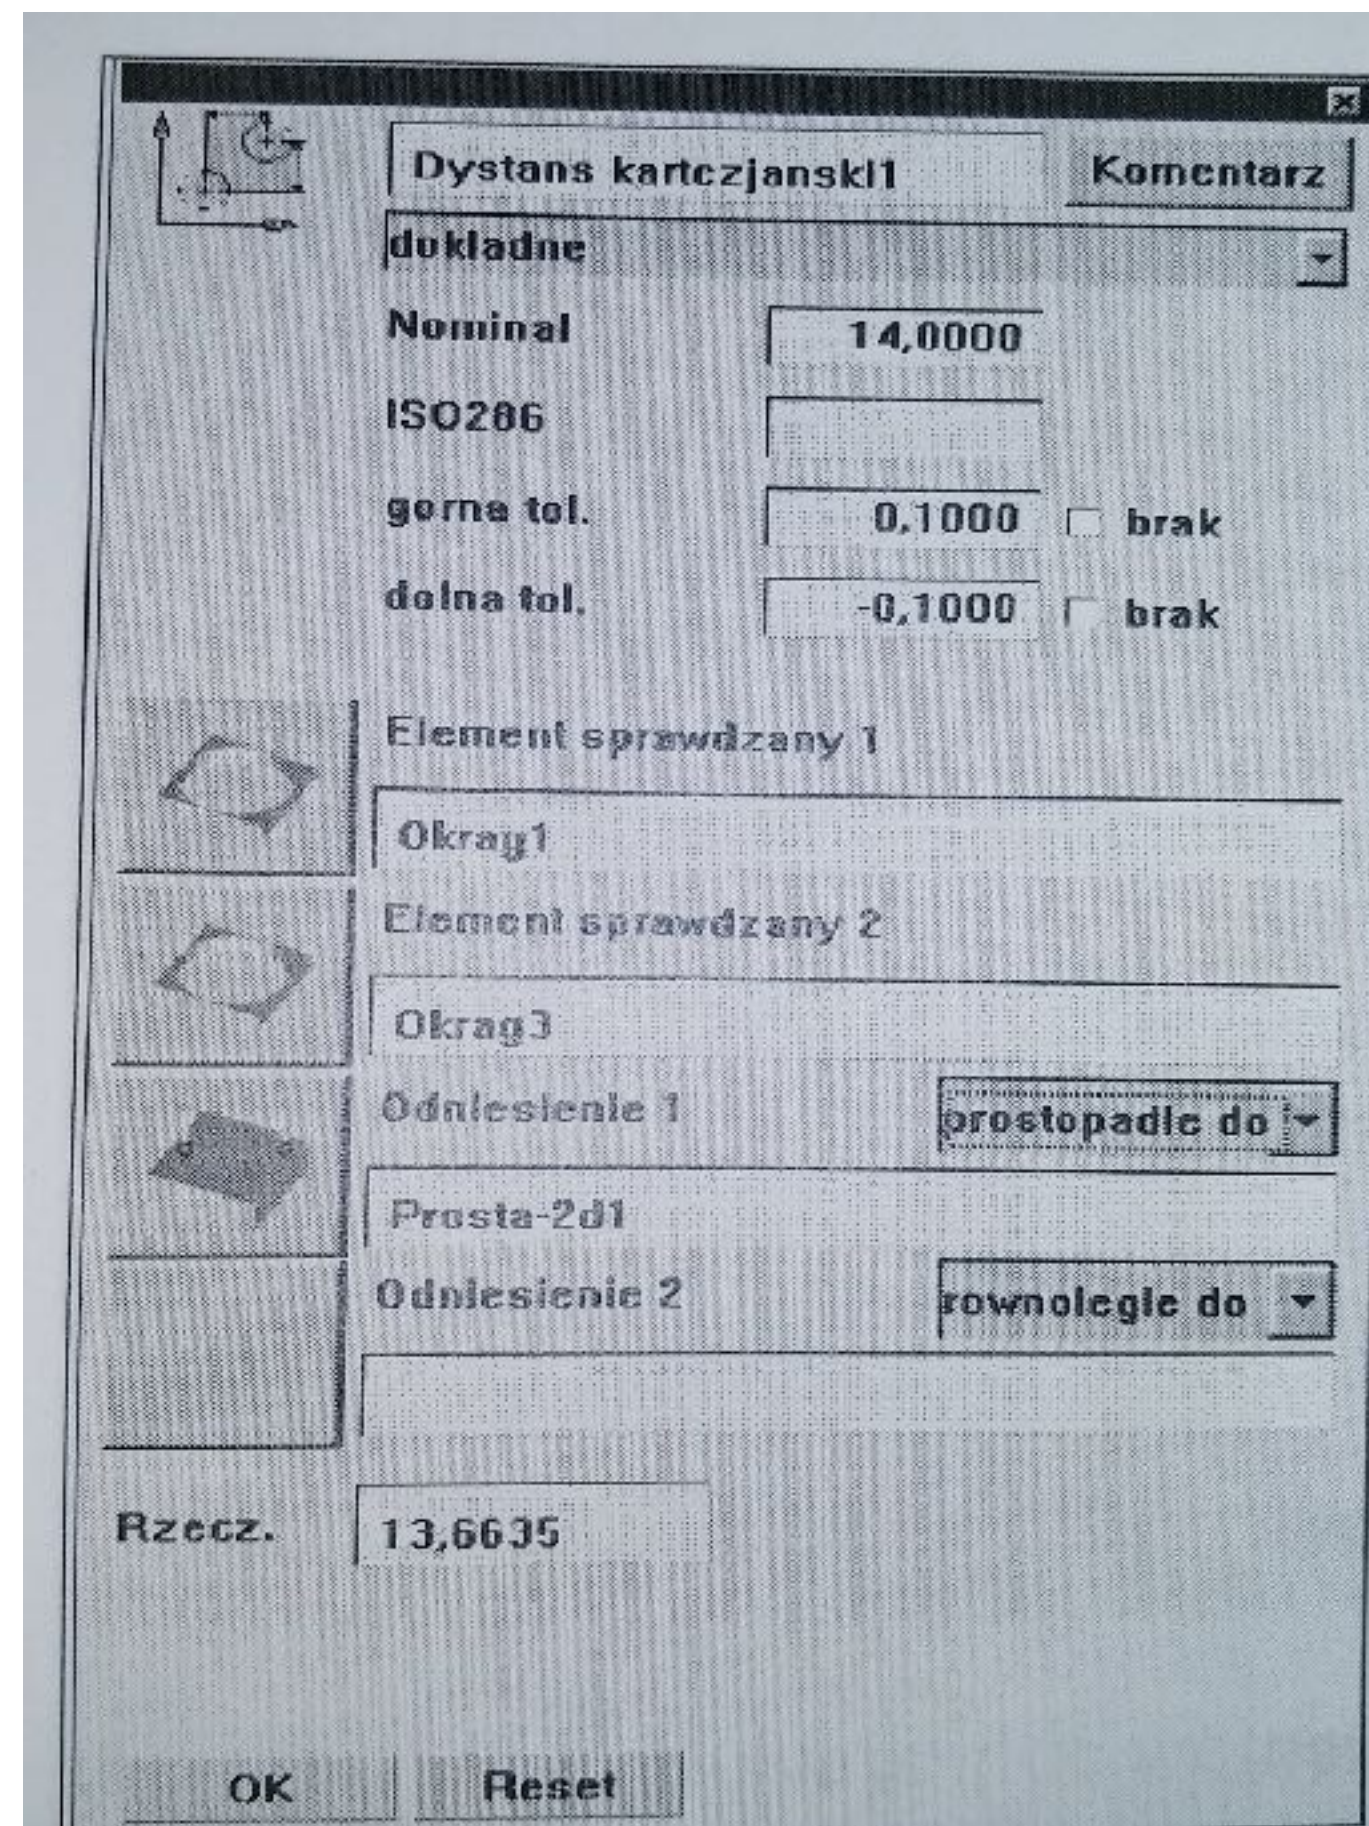 Dystans kartczjanski1
Komentarz
dokladne
Nominal 14,0000
ISO286
gorna tol. 0,1000 brak
dolna tol. -0,1000 brak
Element sprawdzany 1
Okrag1
Element sprawdzany 2
Okrag3
Odniesienie 1 prostopadle do
Prosta-2d1
Odniesienie 2 rownolegle do
Rzecz. 13,6635
OK Reset